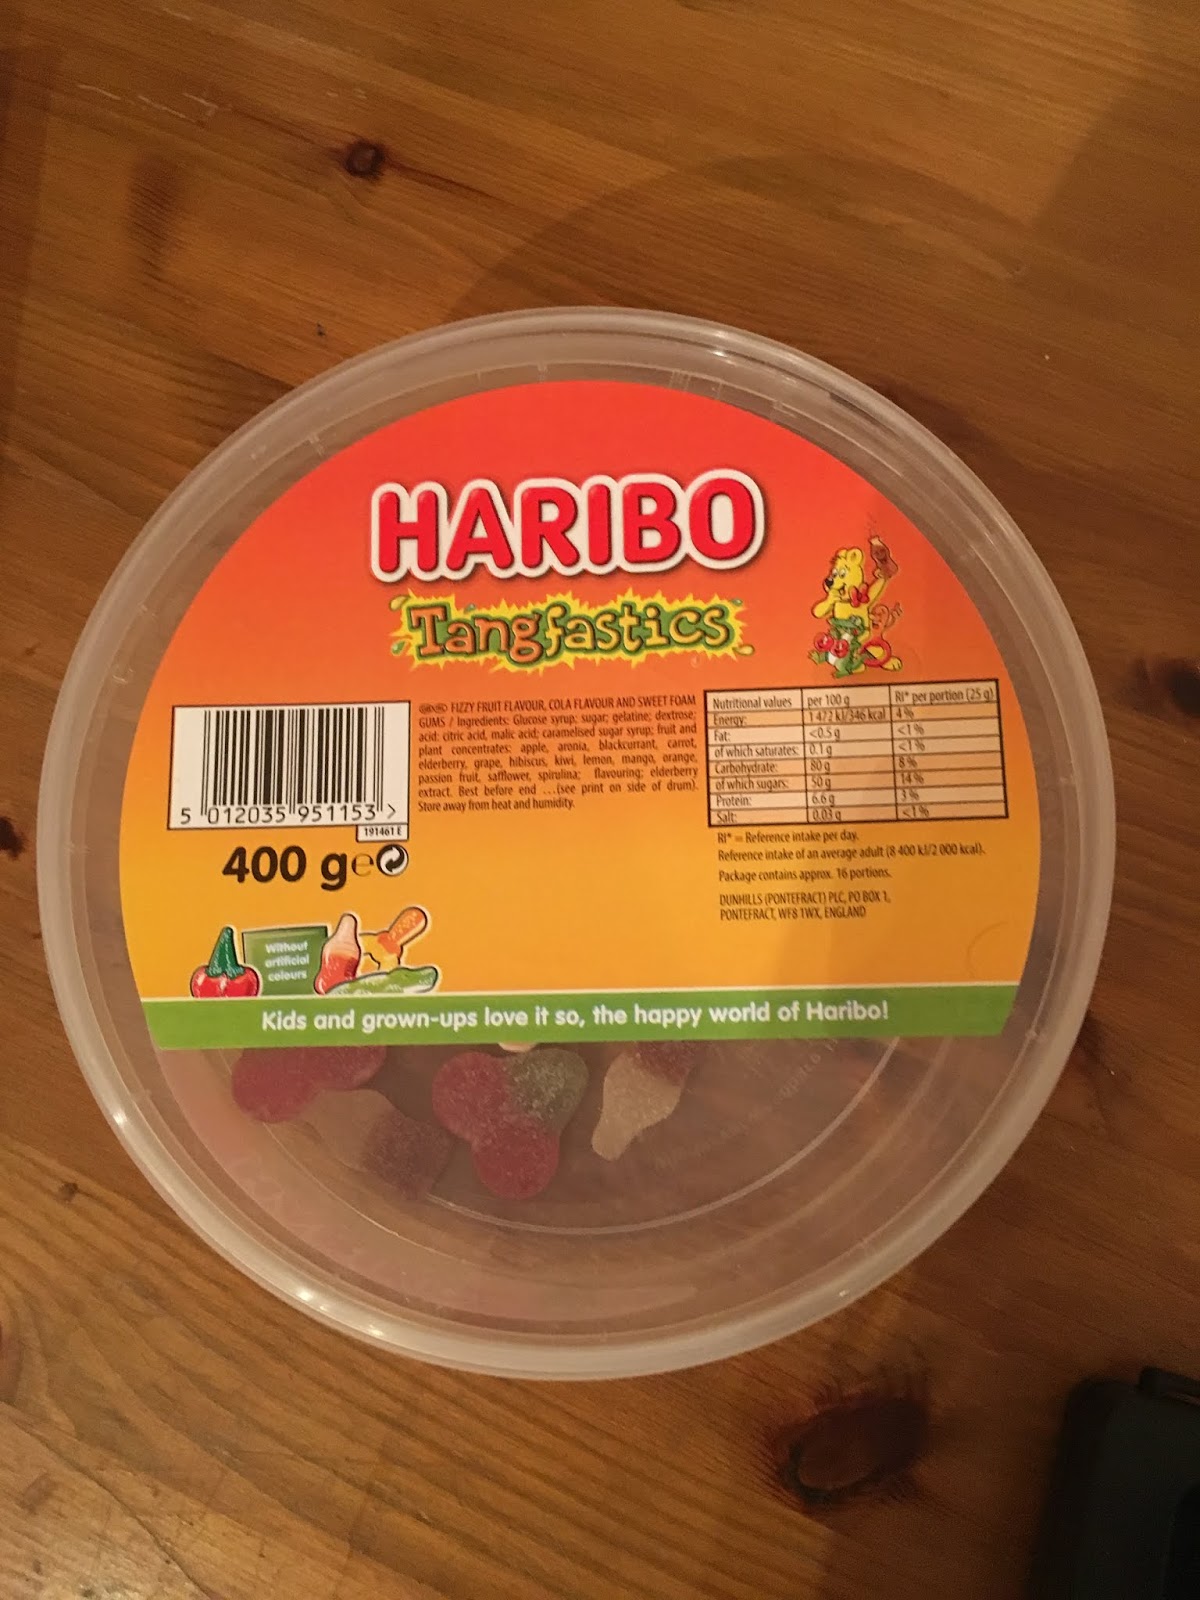 HARIBO
Tangfastics
FIZZY FRUIT FLAVOUR, COLA FLAVOUR AND SWEET FOAM
GUMS / Ingredients: Glucose syrup; sugar; gelatine; dextrose;
acid: citric acid, malic acid; caramelised sugar syrup; fruit and
plant concentrates: apple, aronia, blackcurrant, carrot,
elderberry, grape, hibiscus, kiwi, lemon, mango, orange,
passion fruit, safflower, spirulina; flavouring; elderberry
extract. Best before end ...(see print on side of drum).
Store away from heat and humidity.
Nutritional values per 100 g RI* per portion (25 g)
Energy: 1 472 kJ/346 kcal 4 %
Fat: <0.5 g <1 %
of which saturates: 0.1 g <1 %
Carbohydrate: 80 g 8 %
of which sugars: 50 g 14 %
Protein: 6.6 g 3 %
Salt: 0.03 g <1 %
RI* = Reference intake per day.
Reference intake of an average adult (8 400 kJ/2 000 kcal).
Package contains approx. 16 portions.
DUNHILLS (PONTEFRACT) PLC, PO BOX 1,
PONTEFRACT, WF8 1WX, ENGLAND
5 012035 951153 >
191461 E
400 g e
Without
artificial
colours
Kids and grown-ups love it so, the happy world of Haribo!